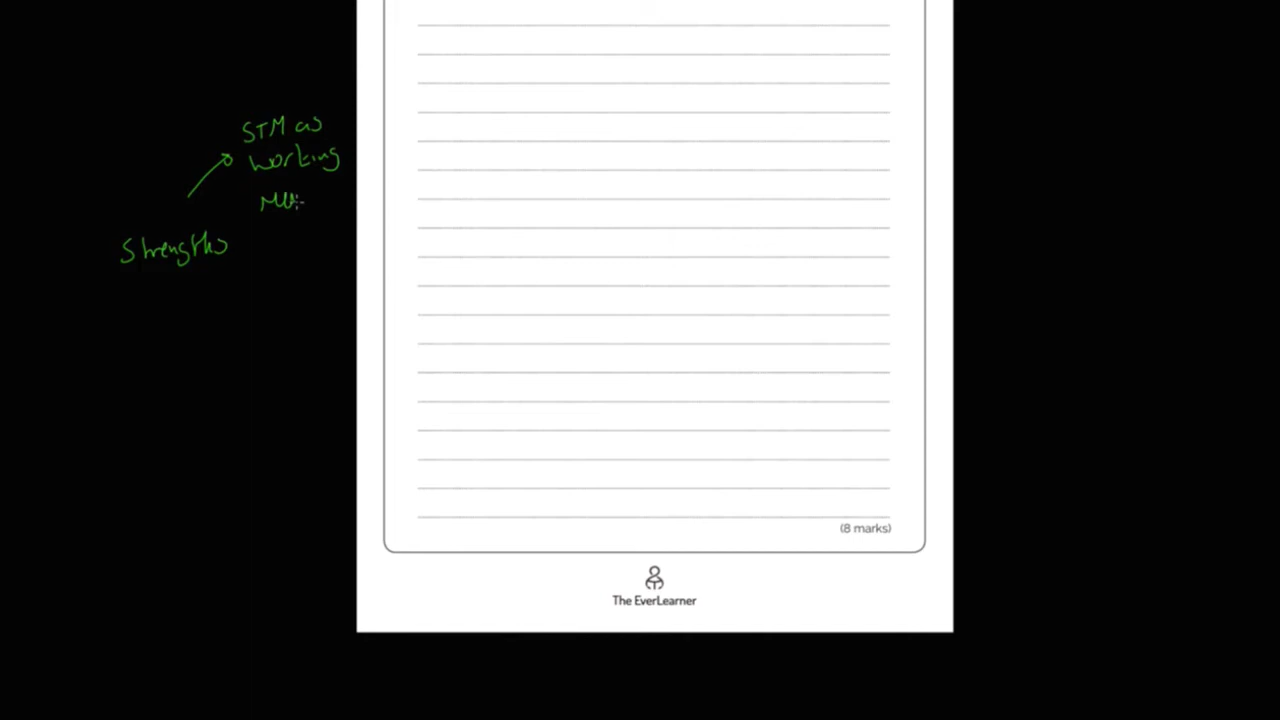 STM as
working
Strengths
(8 marks)
The EverLearner